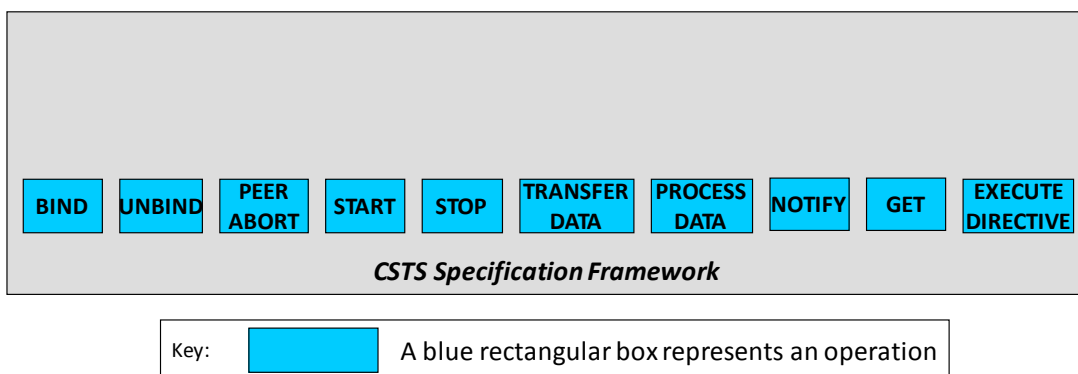 BIND
UNBIND
PEER
ABORT
START
STOP
TRANSFER
DATA
PROCESS
DATA
NOTIFY
GET
EXECUTE
DIRECTIVE
CSTS Specification Framework
Key:
A blue rectangular box represents an operation